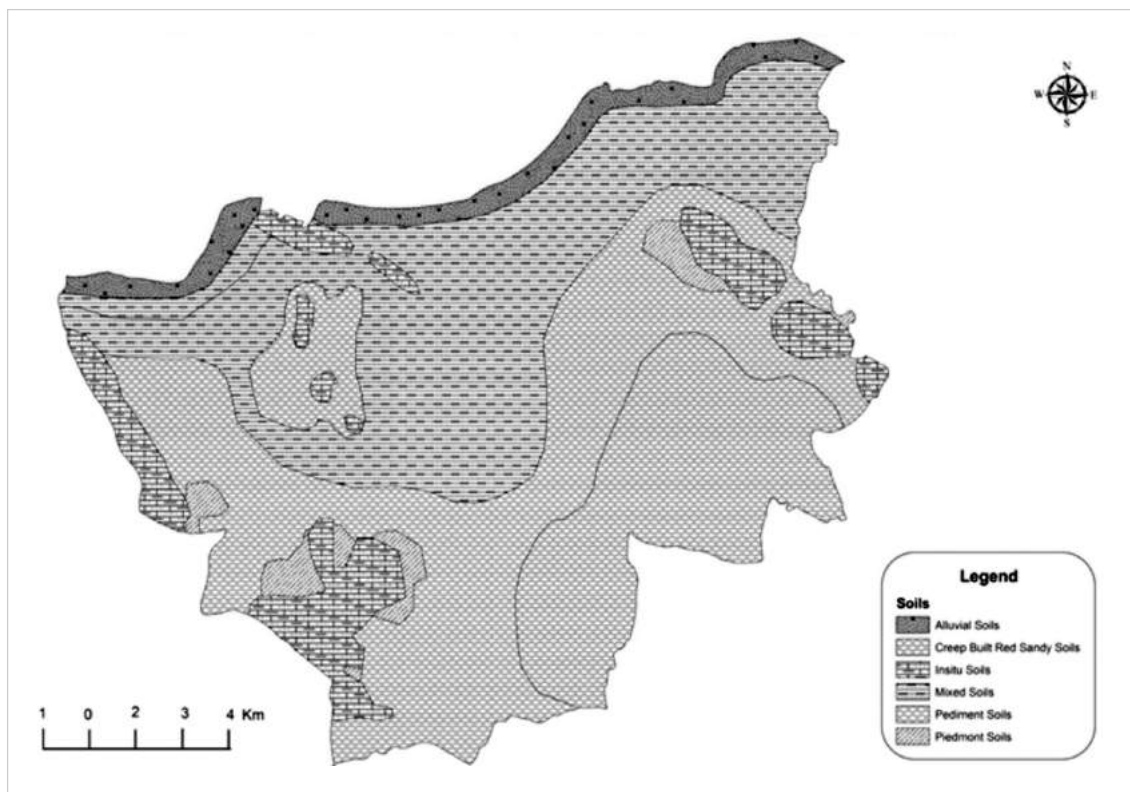 N
W E
S
Legend
Soils
Alluvial Soils
Creep Built Red Sandy Soils
Insitu Soils
Mixed Soils
Pediment Soils
Piedmont Soils
1 0 2 3 4 Km